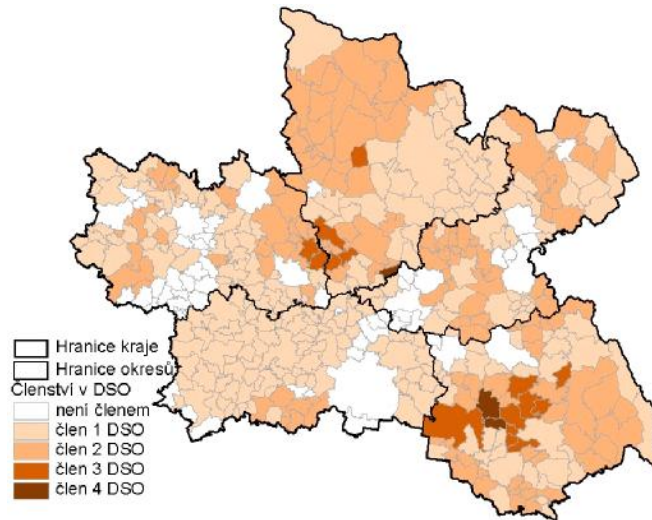 Hranice kraje
Hranice okresů
Členství v DSO
není členem
člen 1 DSO
člen 2 DSO
člen 3 DSO
člen 4 DSO